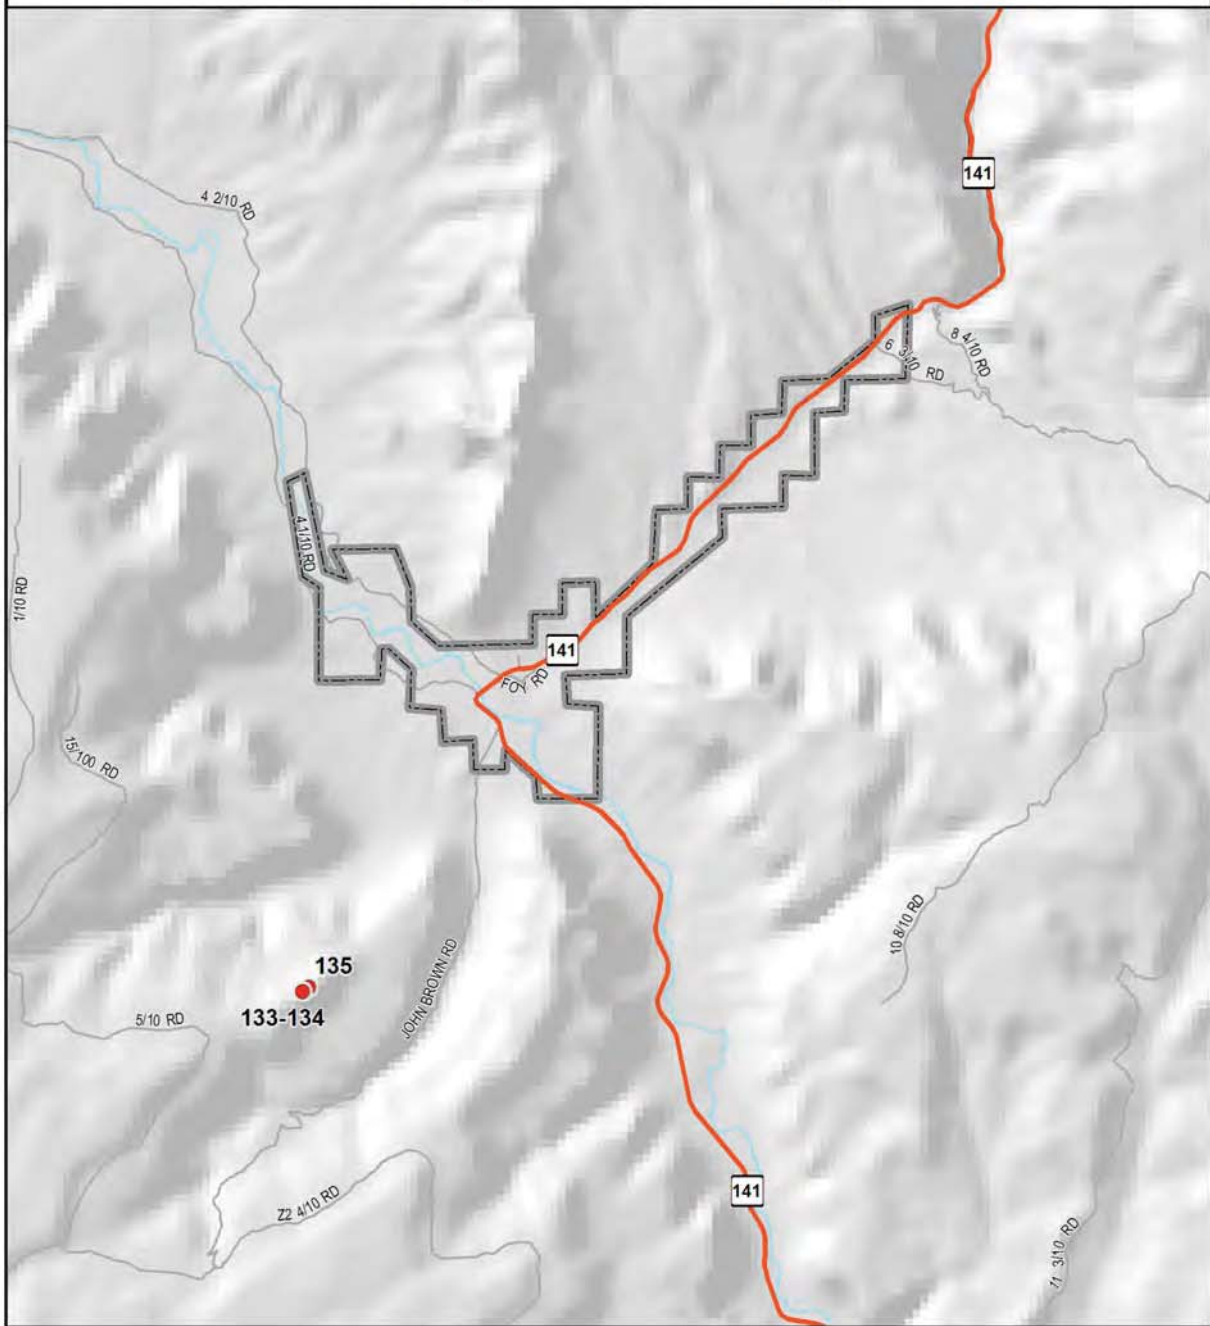 141
4 2/10 RD
8 4/10 RD
6 3/10 RD
4 1/10 RD
1/10 RD
141
FOY RD
15/100 RD
10 8/10 RD
135
133-134
5/10 RD
JOHN BROWN RD
141
Z2 4/10 RD
11 3/10 RD